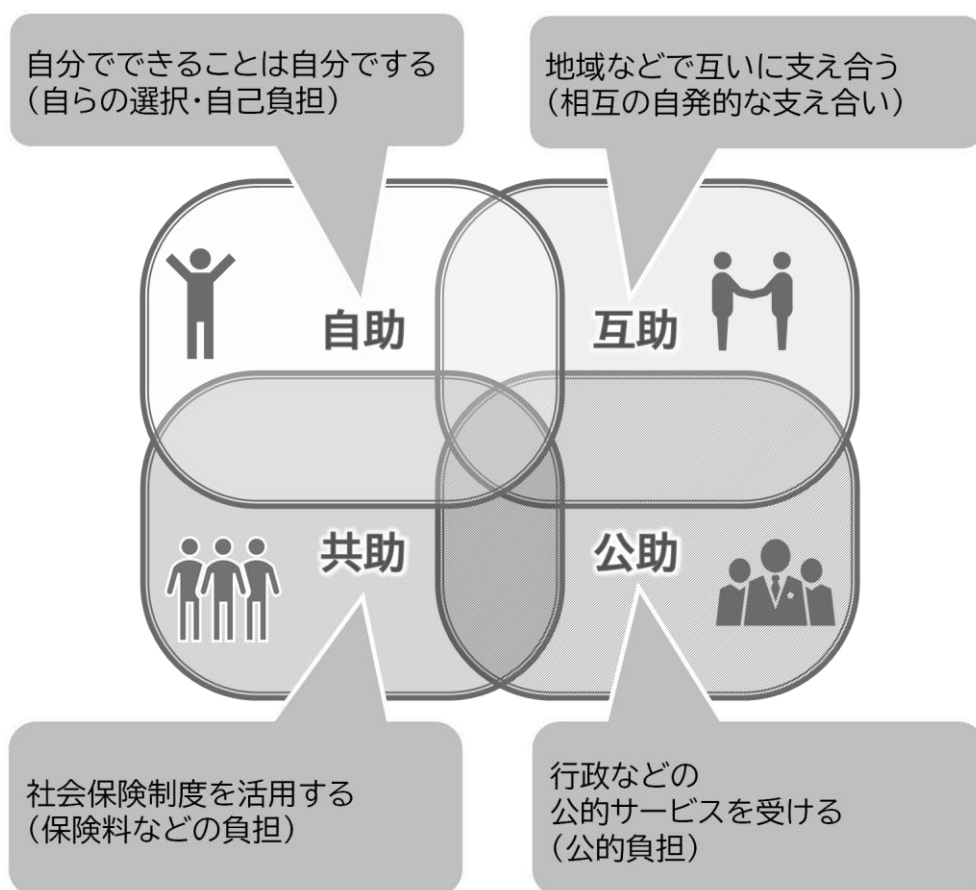 自分でできることは自分でする
（自らの選択・自己負担）
地域などで互いに支え合う
（相互の自発的な支え合い）
自助
互助
共助
公助
社会保険制度を活用する
（保険料などの負担）
行政などの
公的サービスを受ける
（公的負担）